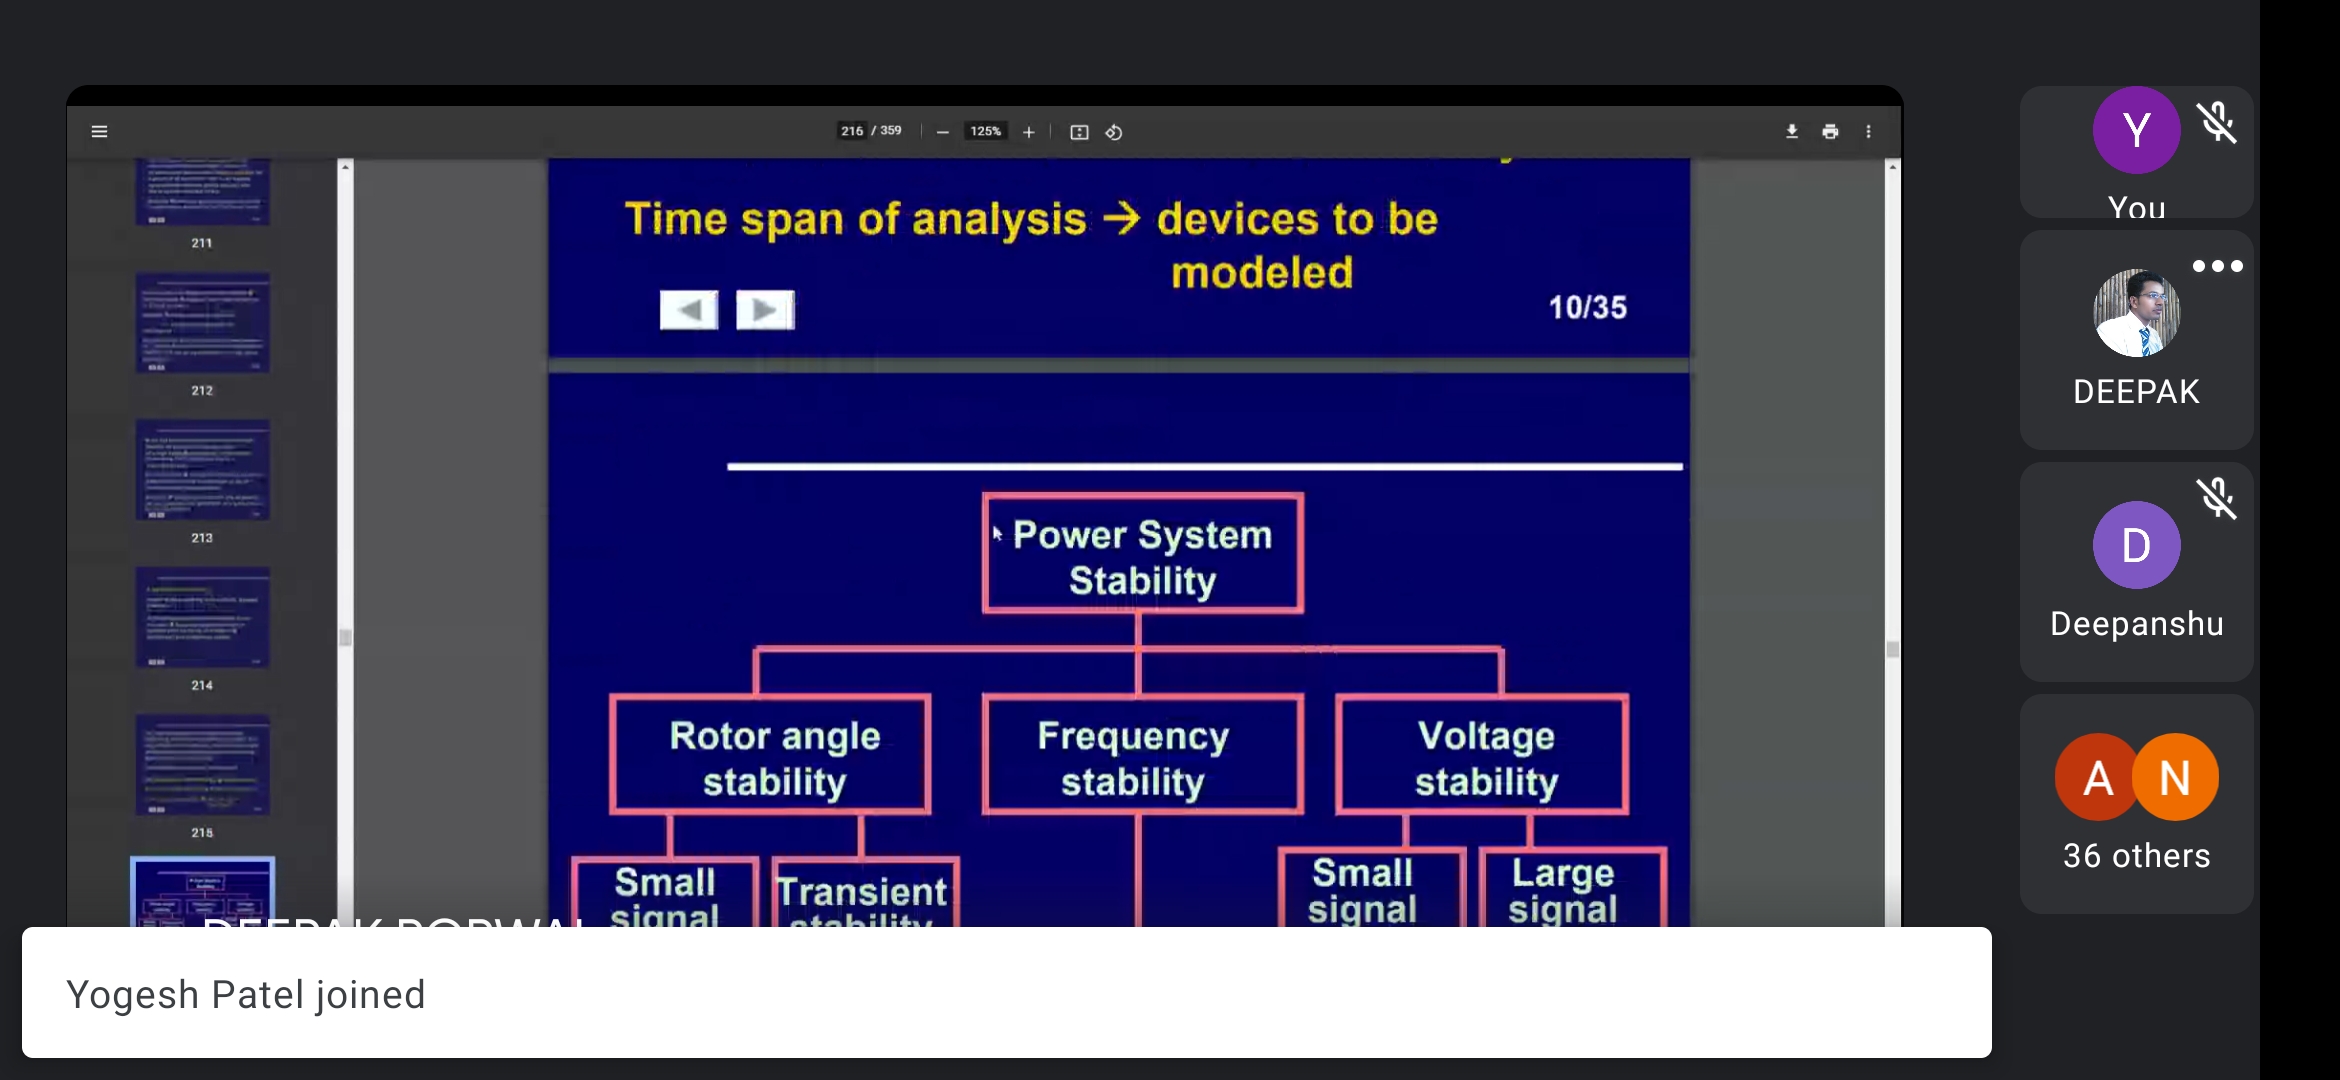 216 / 359
125%
Time span of analysis → devices to be
modeled
10/35
211
212
213
214
215
Power System
Stability
Rotor angle
stability
Frequency
stability
Voltage
stability
Small
signal
Transient
stability
Small
signal
Large
signal
DEEPAK PORWAL
Yogesh Patel joined
Y
You
DEEPAK
D
Deepanshu
A
N
36 others